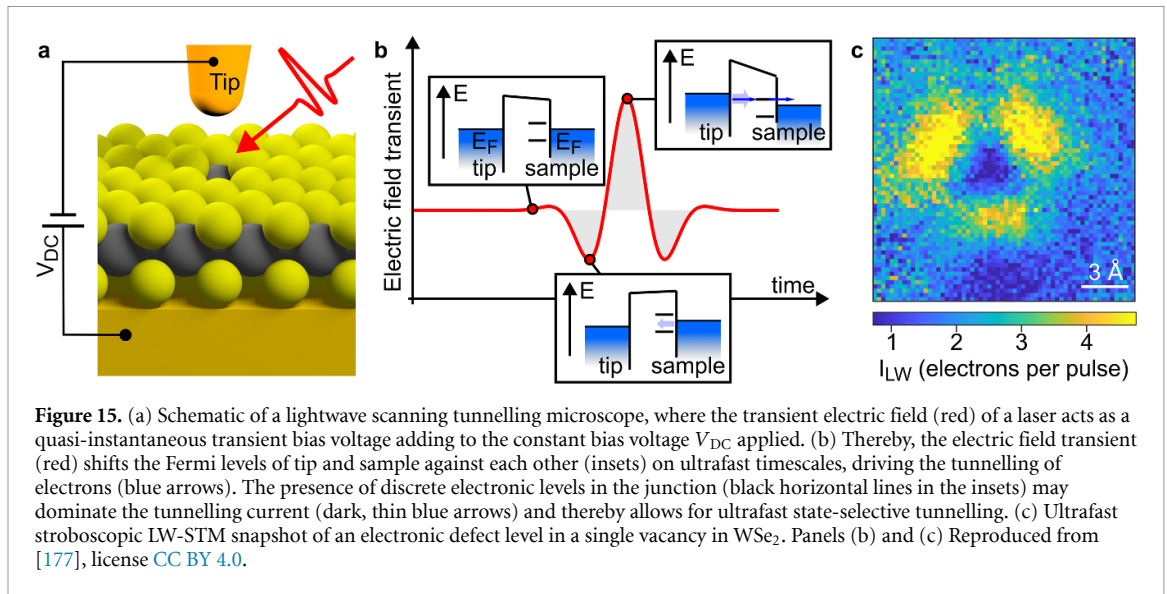 a
Tip
V_DC
b
Electric field transient
time
E
E_F
E_F
tip
sample
E
tip
sample
E
tip
sample
c
3 Å
1 2 3 4
I_LW (electrons per pulse)
Figure 15. (a) Schematic of a lightwave scanning tunnelling microscope, where the transient electric field (red) of a laser acts as a
quasi-instantaneous transient bias voltage adding to the constant bias voltage V_DC applied. (b) Thereby, the electric field transient
(red) shifts the Fermi levels of tip and sample against each other (insets) on ultrafast timescales, driving the tunnelling of
electrons (blue arrows). The presence of discrete electronic levels in the junction (black horizontal lines in the insets) may
dominate the tunnelling current (dark, thin blue arrows) and thereby allows for ultrafast state-selective tunnelling. (c) Ultrafast
stroboscopic LW-STM snapshot of an electronic defect level in a single vacancy in WSe₂. Panels (b) and (c) Reproduced from
[177], license CC BY 4.0.